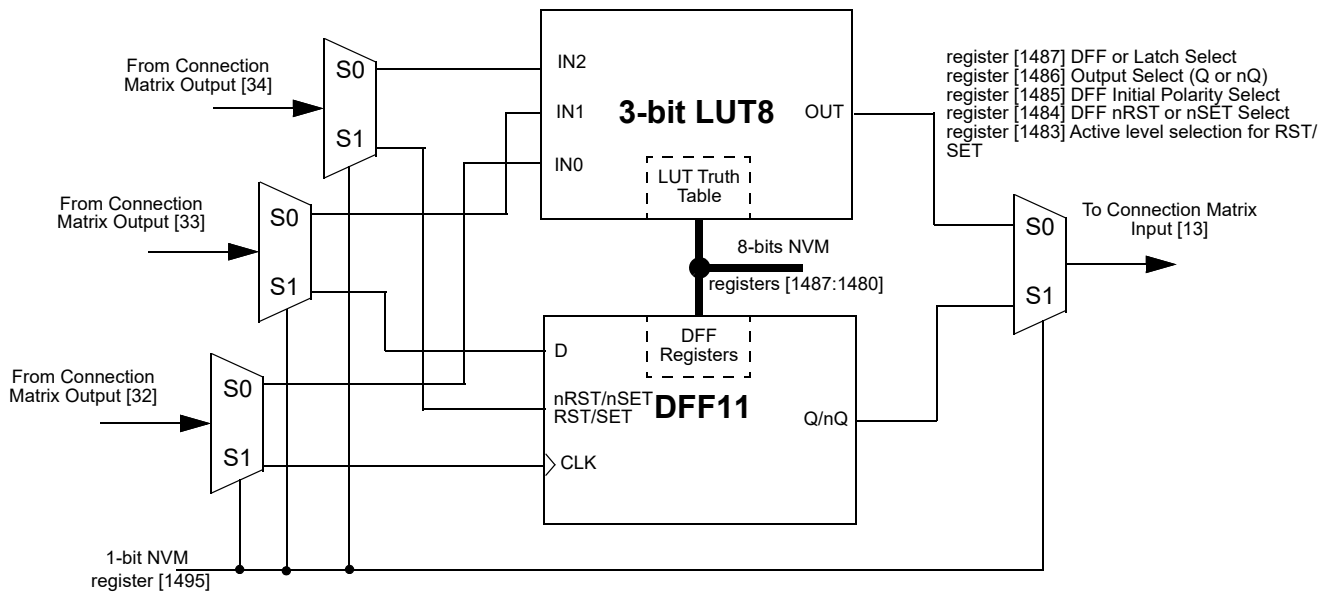 From Connection
Matrix Output [34]
S0
S1
From Connection
Matrix Output [33]
S0
S1
From Connection
Matrix Output [32]
S0
S1
1-bit NVM
register [1495]
IN2
IN1
IN0
3-bit LUT8
OUT
LUT Truth
Table
8-bits NVM
registers [1487:1480]
DFF
Registers
D
nRST/nSET
RST/SET
DFF11
CLK
Q/nQ
register [1487] DFF or Latch Select
register [1486] Output Select (Q or nQ)
register [1485] DFF Initial Polarity Select
register [1484] DFF nRST or nSET Select
register [1483] Active level selection for RST/
SET
S0
S1
To Connection Matrix
Input [13]